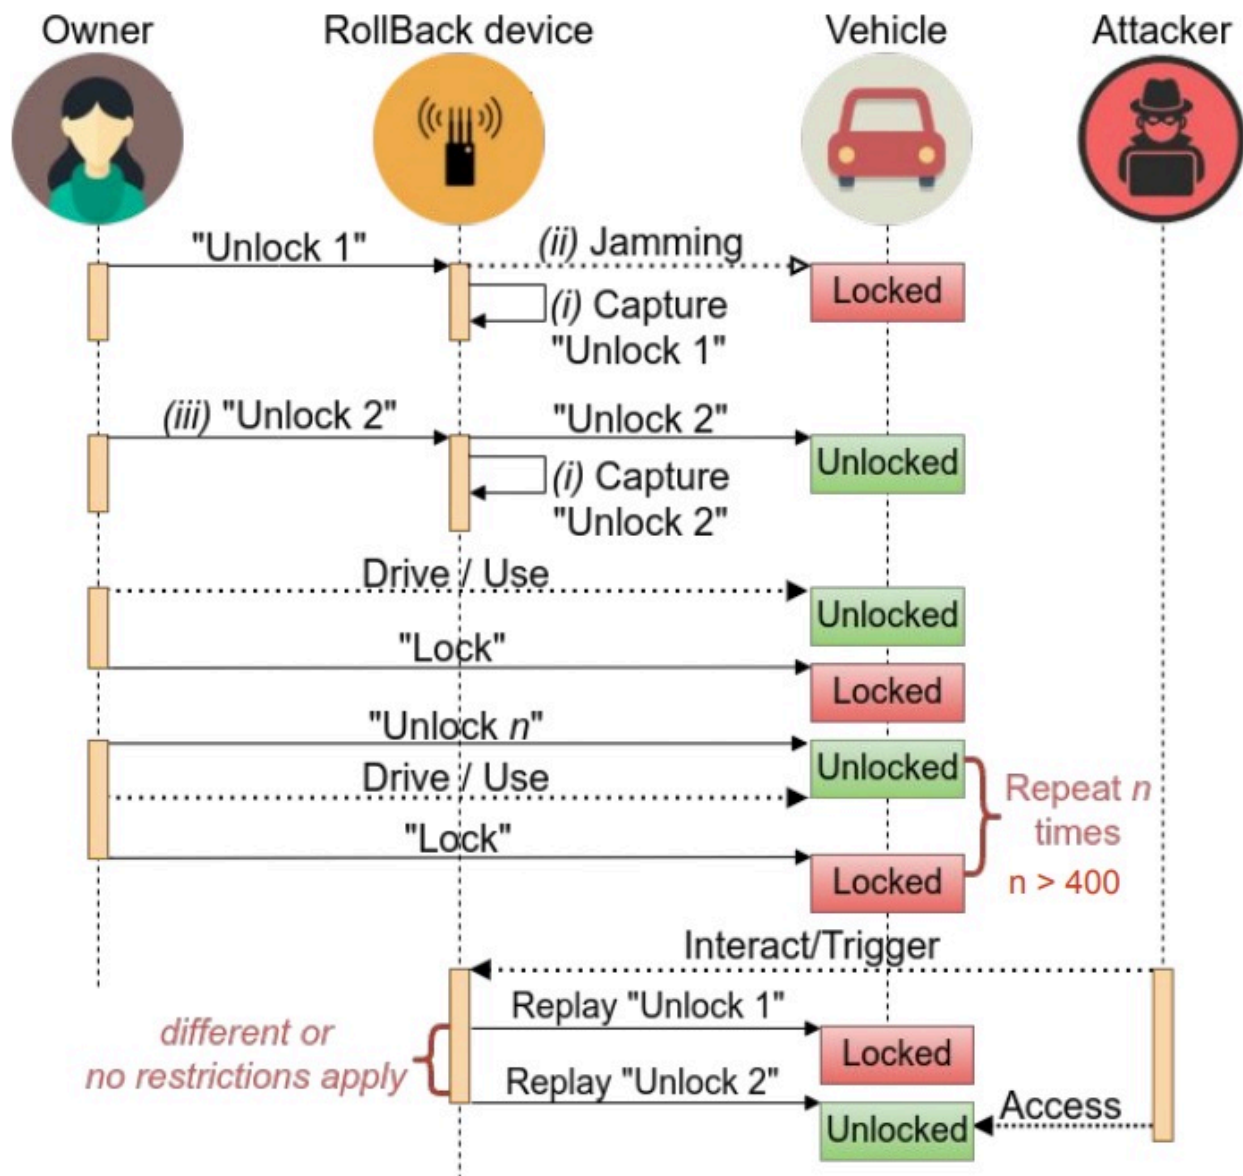 Owner
RollBack device
Vehicle
Attacker
"Unlock 1"
(ii) Jamming
Locked
(i) Capture
"Unlock 1"
(iii) "Unlock 2"
"Unlock 2"
Unlocked
(i) Capture
"Unlock 2"
Drive / Use
Unlocked
"Lock"
Locked
"Unlock n"
Unlocked
Drive / Use
Repeat n
times
n > 400
"Lock"
Locked
Interact/Trigger
Replay "Unlock 1"
different or
no restrictions apply
Locked
Replay "Unlock 2"
Access
Unlocked